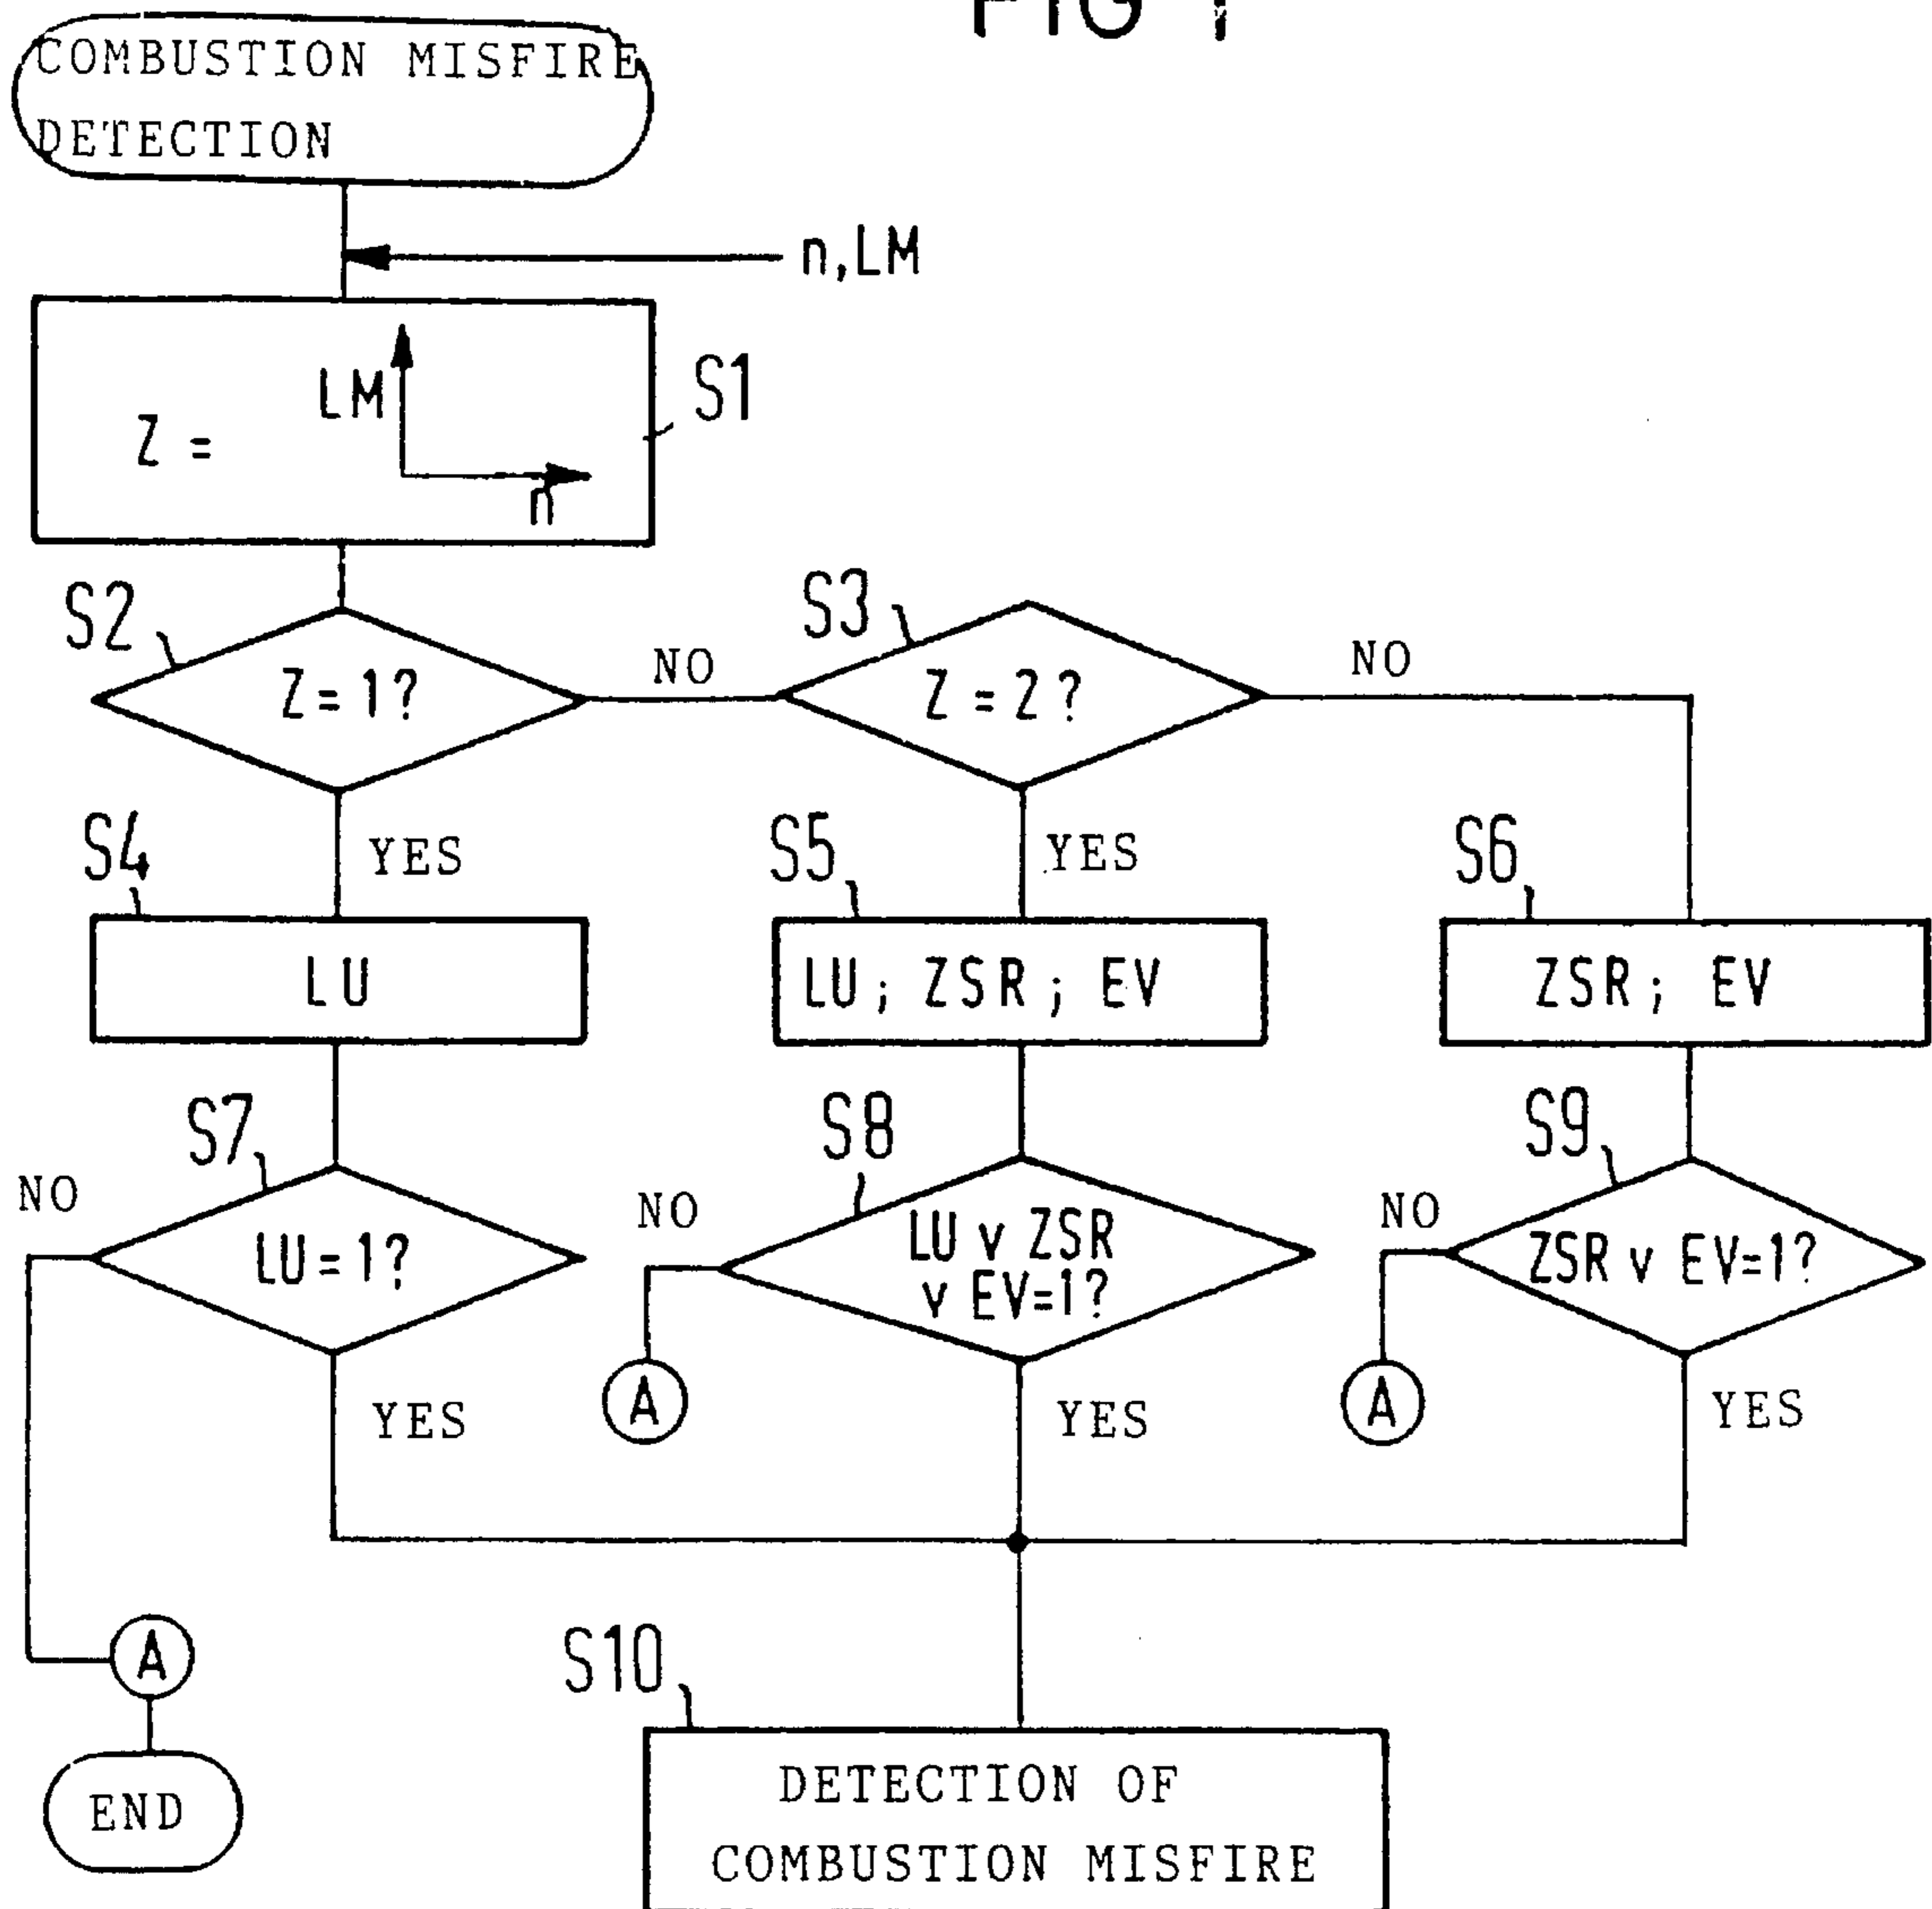 FIG 1
COMBUSTION MISFIRE
DETECTION
n,LM
LM
S1
Z =
n
S2
S3
Z = 1?
NO
Z = 2?
NO
S4
YES
S5
YES
S6
LU
LU; ZSR; EV
ZSR; EV
S7
S8
S9
NO
LU = 1?
NO
LU v ZSR
v EV=1?
NO
ZSR v EV=1?
A
A
YES
YES
YES
A
S10
END
DETECTION OF
COMBUSTION MISFIRE